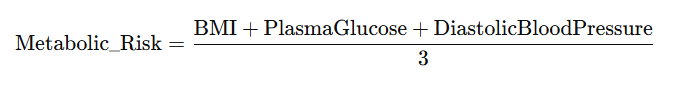 Metabolic_Risk = (BMI + PlasmaGlucose + DiastolicBloodPressure) / 3